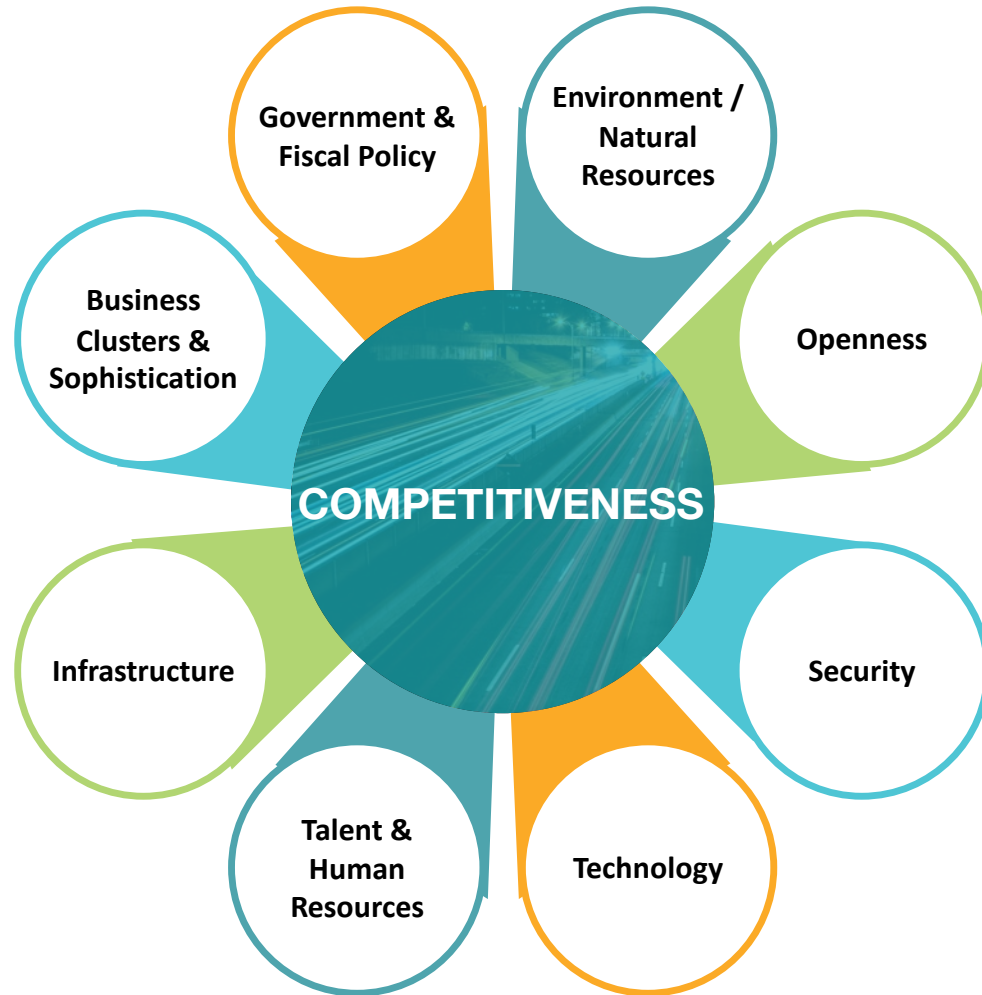 Government &
Fiscal Policy
Environment /
Natural
Resources
Business
Clusters &
Sophistication
Openness
COMPETITIVENESS
Infrastructure
Security
Talent &
Human
Resources
Technology